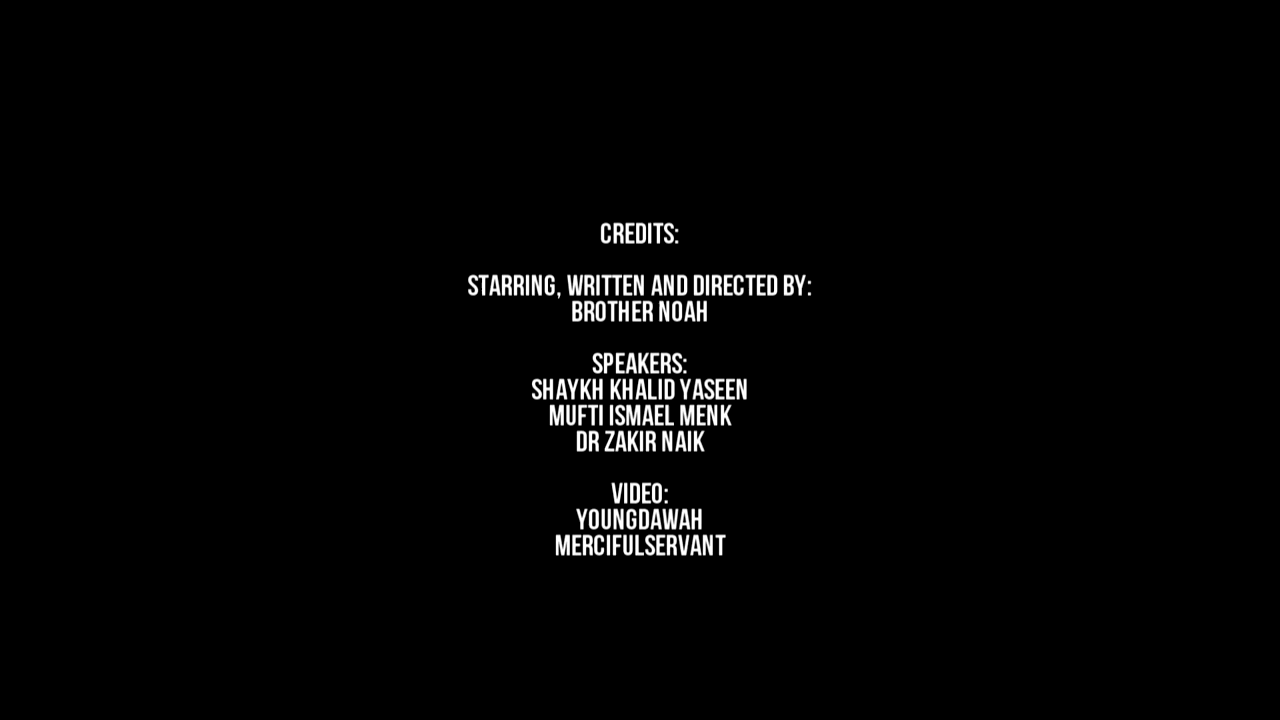 CREDITS:
STARRING, WRITTEN AND DIRECTED BY:
BROTHER NOAH
SPEAKERS:
SHAYKH KHALID YASEEN
MUFTI ISMAEL MENK
DR ZAKIR NAIK
VIDEO:
YOUNGDAWAH
MERCIFULSERVANT